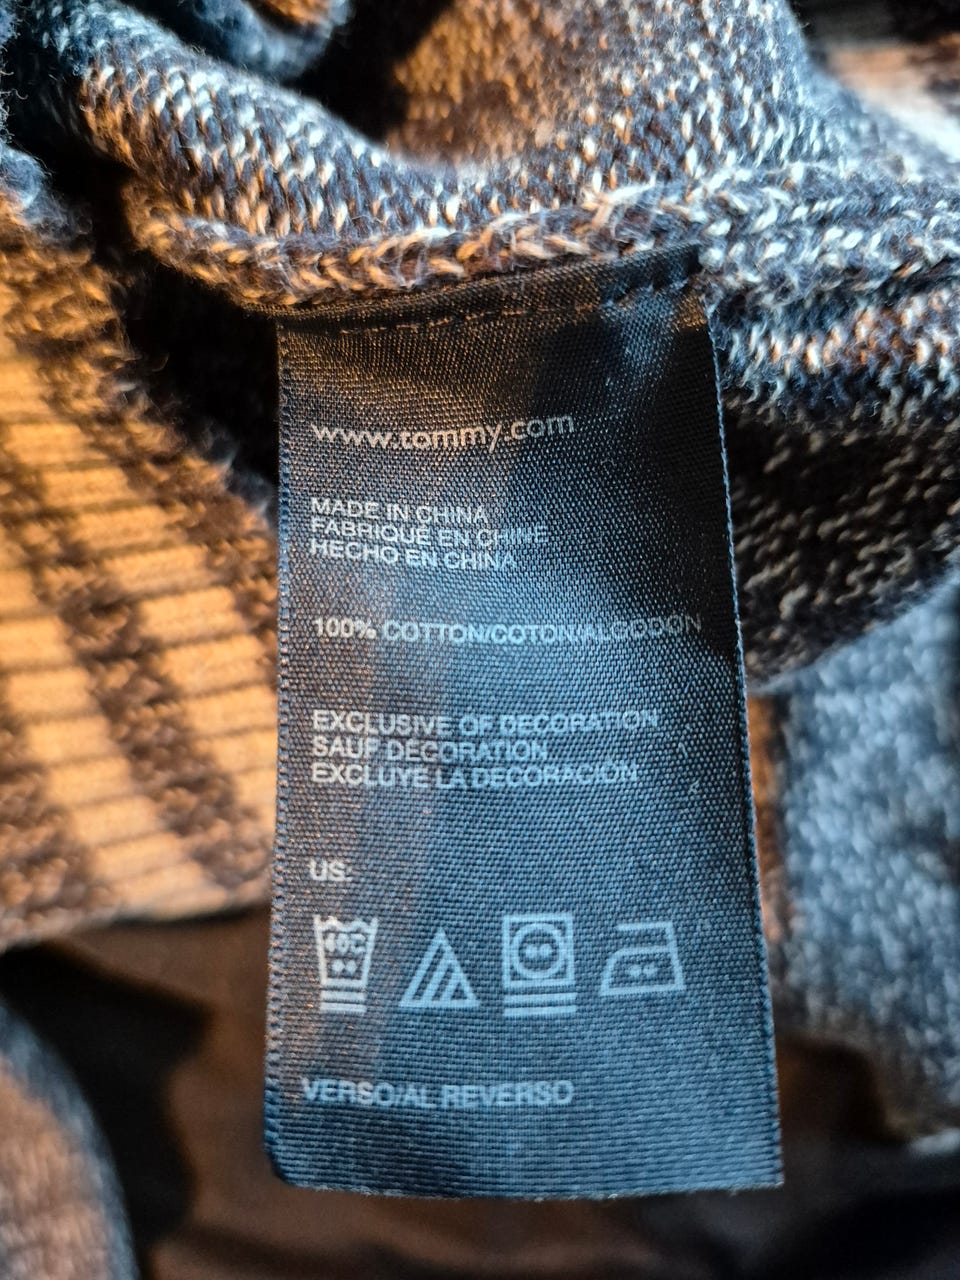 www.tommy.com
MADE IN CHINA
FABRIQUÉ EN CHINE
HECHO EN CHINA
100% COTTON/COTON/ALGODÓN
EXCLUSIVE OF DECORATION
SAUF DÉCORATION
EXCLUYE LA DECORACIÓN
US:
40C
VERSO/AL REVERSO